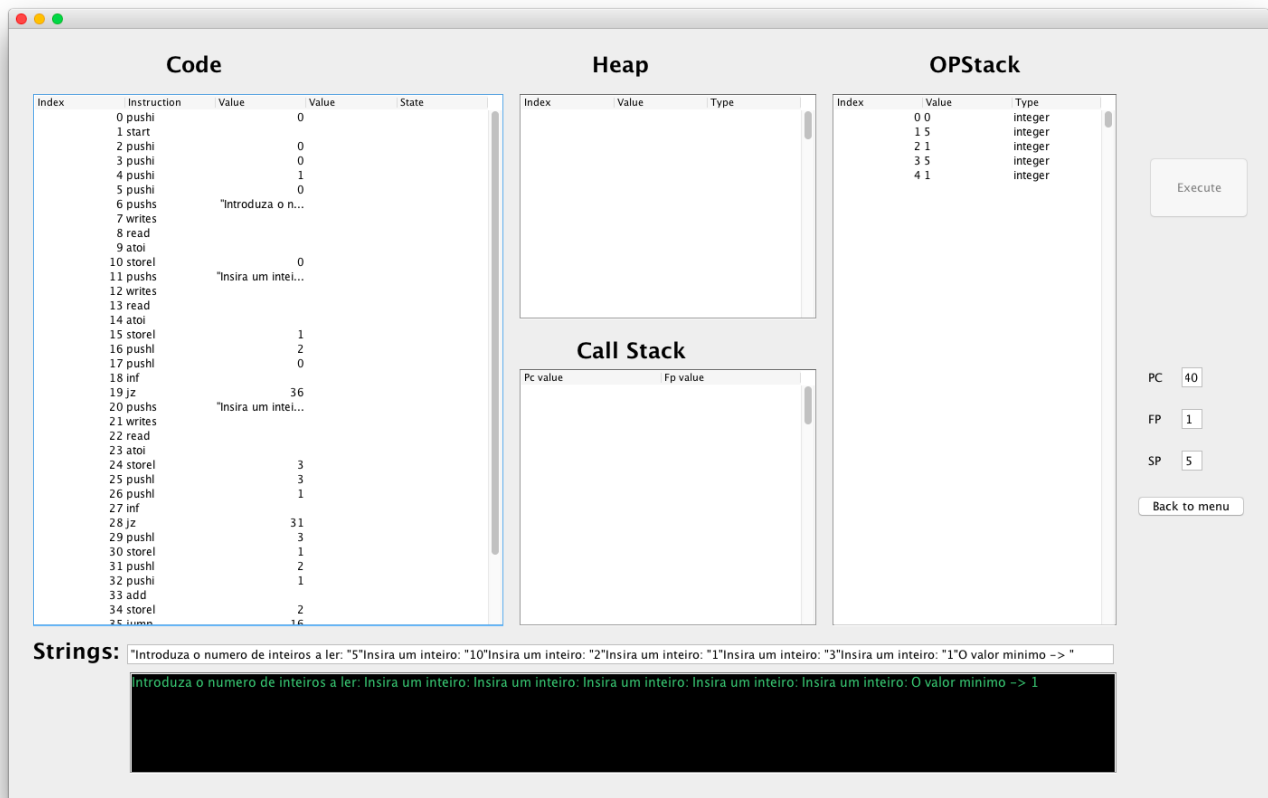 Code
Index Instruction Value Value State
0 pushi 0
1 start
2 pushi 0
3 pushi 0
4 pushi 1
5 pushi 0
6 pushs "Introduza o n...
7 writes
8 read
9 atoi
10 storel 0
11 pushs "Insira um intei...
12 writes
13 read
14 atoi
15 storel 1
16 pushl 2
17 pushl 0
18 inf
19 jz 36
20 pushs "Insira um intei...
21 writes
22 read
23 atoi
24 storel 3
25 pushl 3
26 pushl 1
27 inf
28 jz 31
29 pushl 3
30 storel 1
31 pushl 2
32 pushi 1
33 add
34 storel 2
35 jump 16
Heap
Index Value Type
Call Stack
Pc value Fp value
OPStack
Index Value Type
0 0 integer
1 5 integer
2 1 integer
3 5 integer
4 1 integer
Execute
PC 40
FP 1
SP 5
Back to menu
Strings: "Introduza o numero de inteiros a ler: "5"Insira um inteiro: "10"Insira um inteiro: "2"Insira um inteiro: "1"Insira um inteiro: "3"Insira um inteiro: "1"O valor minimo -> "
Introduza o numero de inteiros a ler: Insira um inteiro: Insira um inteiro: Insira um inteiro: Insira um inteiro: Insira um inteiro: O valor minimo -> 1